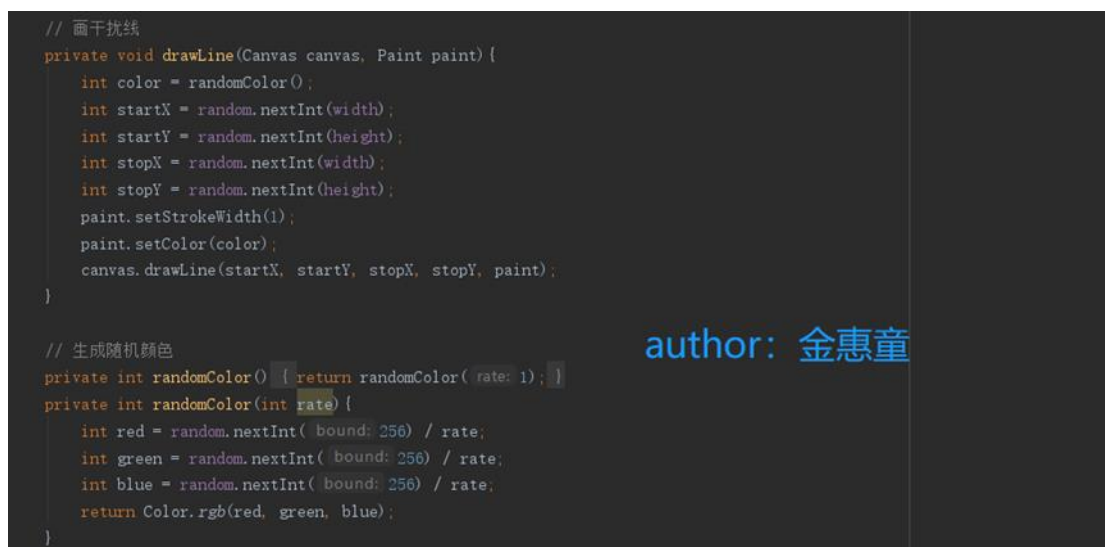 // 画干扰线
private void drawLine(Canvas canvas, Paint paint){
int color = randomColor();
int startX = random.nextInt(width);
int startY = random.nextInt(height);
int stopX = random.nextInt(width);
int stopY = random.nextInt(height);
paint.setStrokeWidth(1);
paint.setColor(color);
canvas.drawLine(startX, startY, stopX, stopY, paint);
}
author：金惠童
// 生成随机颜色
private int randomColor() { return randomColor( rate: 1); }
private int randomColor(int rate){
int red = random.nextInt( bound: 256) / rate;
int green = random.nextInt( bound: 256) / rate;
int blue = random.nextInt( bound: 256) / rate;
return Color.rgb(red, green, blue);
}